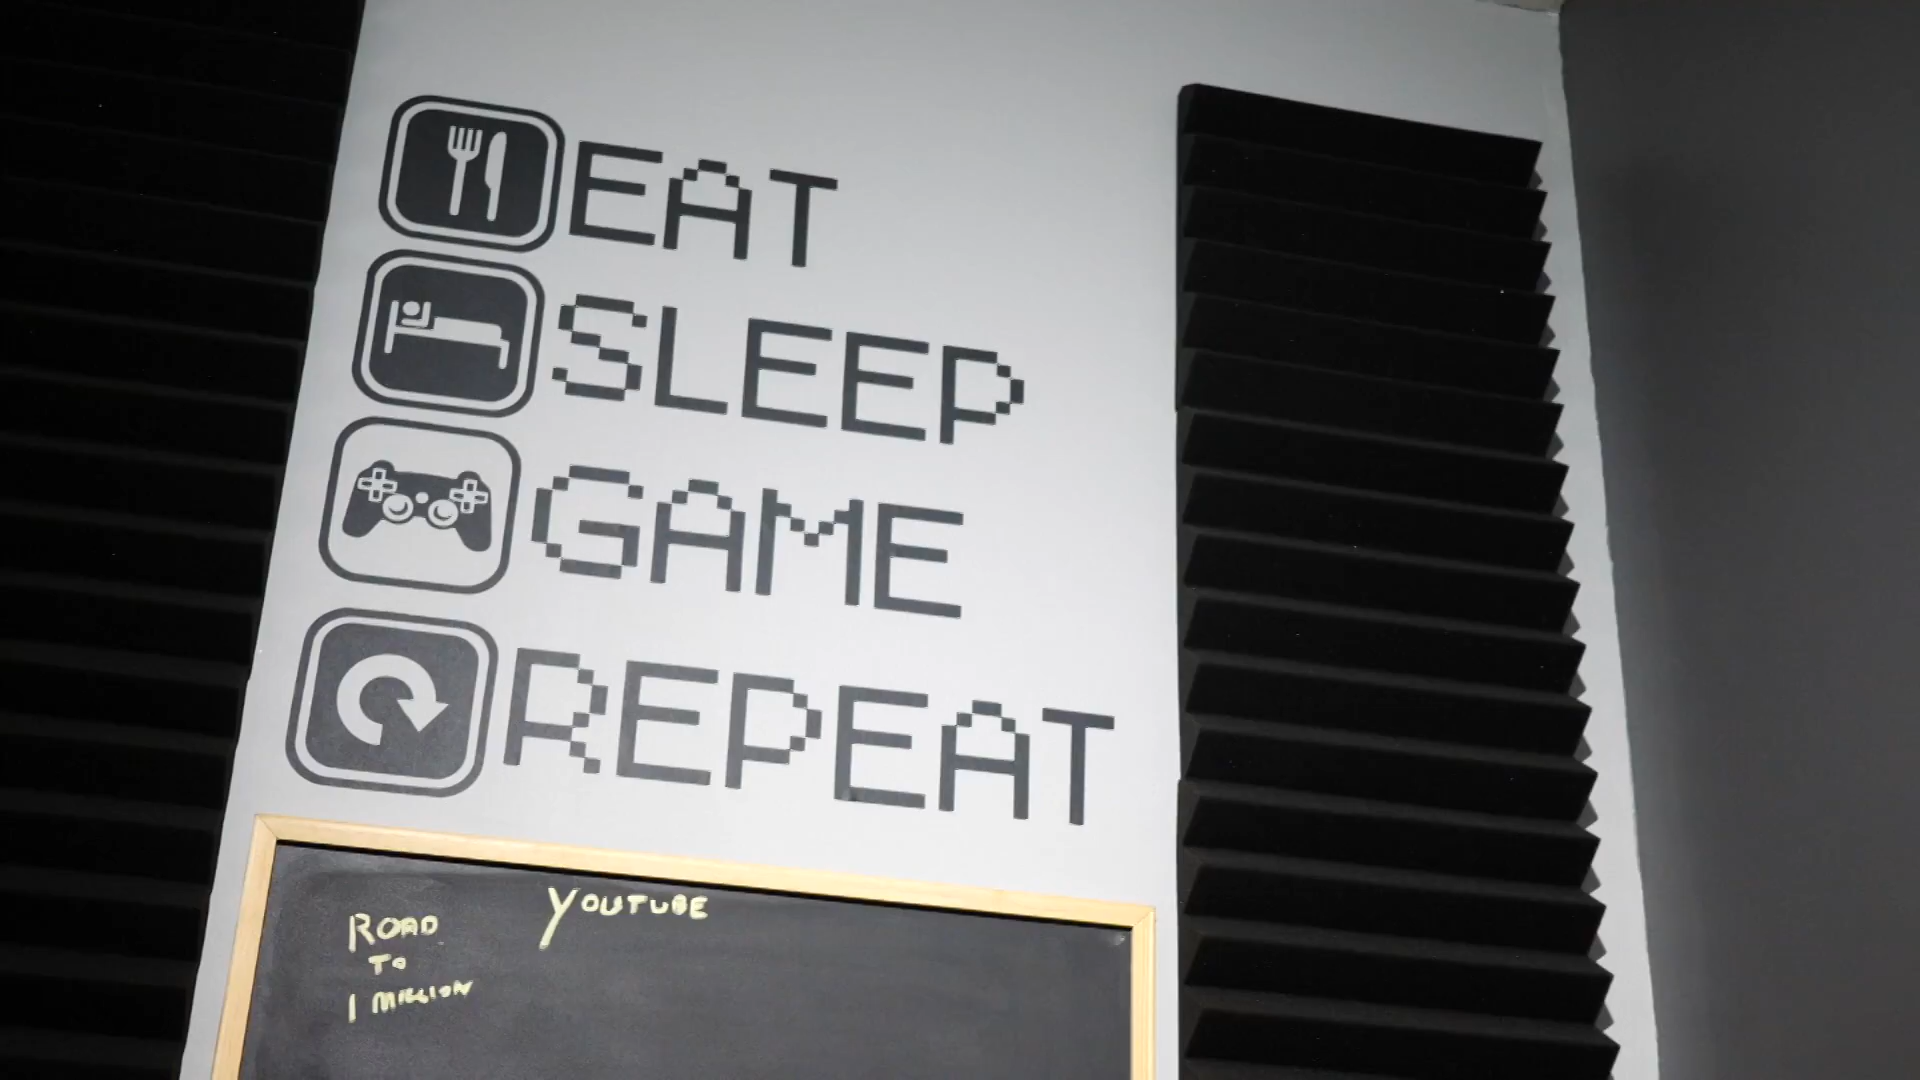 EAT
SLEEP
GAME
REPEAT
YOUTUBE
ROAD
TO
1 MILLION